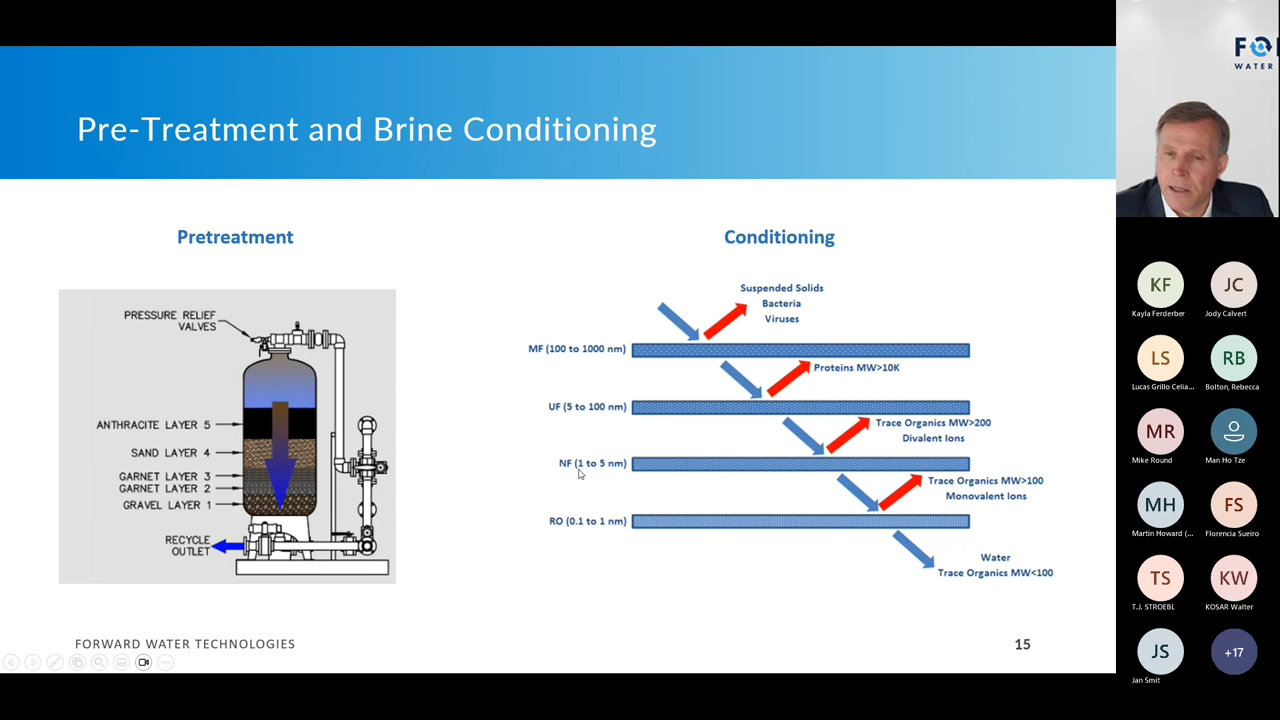 Pre-Treatment and Brine Conditioning
Pretreatment
PRESSURE RELIEF
VALVES
ANTHRACITE LAYER 5
SAND LAYER 4
GARNET LAYER 3
GARNET LAYER 2
GRAVEL LAYER 1
RECYCLE
OUTLET
Conditioning
Suspended Solids
Bacteria
Viruses
MF (100 to 1000 nm)
Proteins MW>10K
UF (5 to 100 nm)
Trace Organics MW>200
Divalent Ions
NF (1 to 5 nm)
Trace Organics MW>100
Monovalent Ions
RO (0.1 to 1 nm)
Water
Trace Organics MW<100
FORWARD WATER TECHNOLOGIES
15
WATER
KF
Kayla Ferderber
JC
Jody Calvert
LS
Lucas Grillo Celia...
RB
Bolton, Rebecca
MR
Mike Round
Man Ho Tze
MH
Martin Howard (...
FS
Florencia Sueiro
TS
T.J. STROEBL
KW
KOSAR Walter
JS
Jan Smit
+17